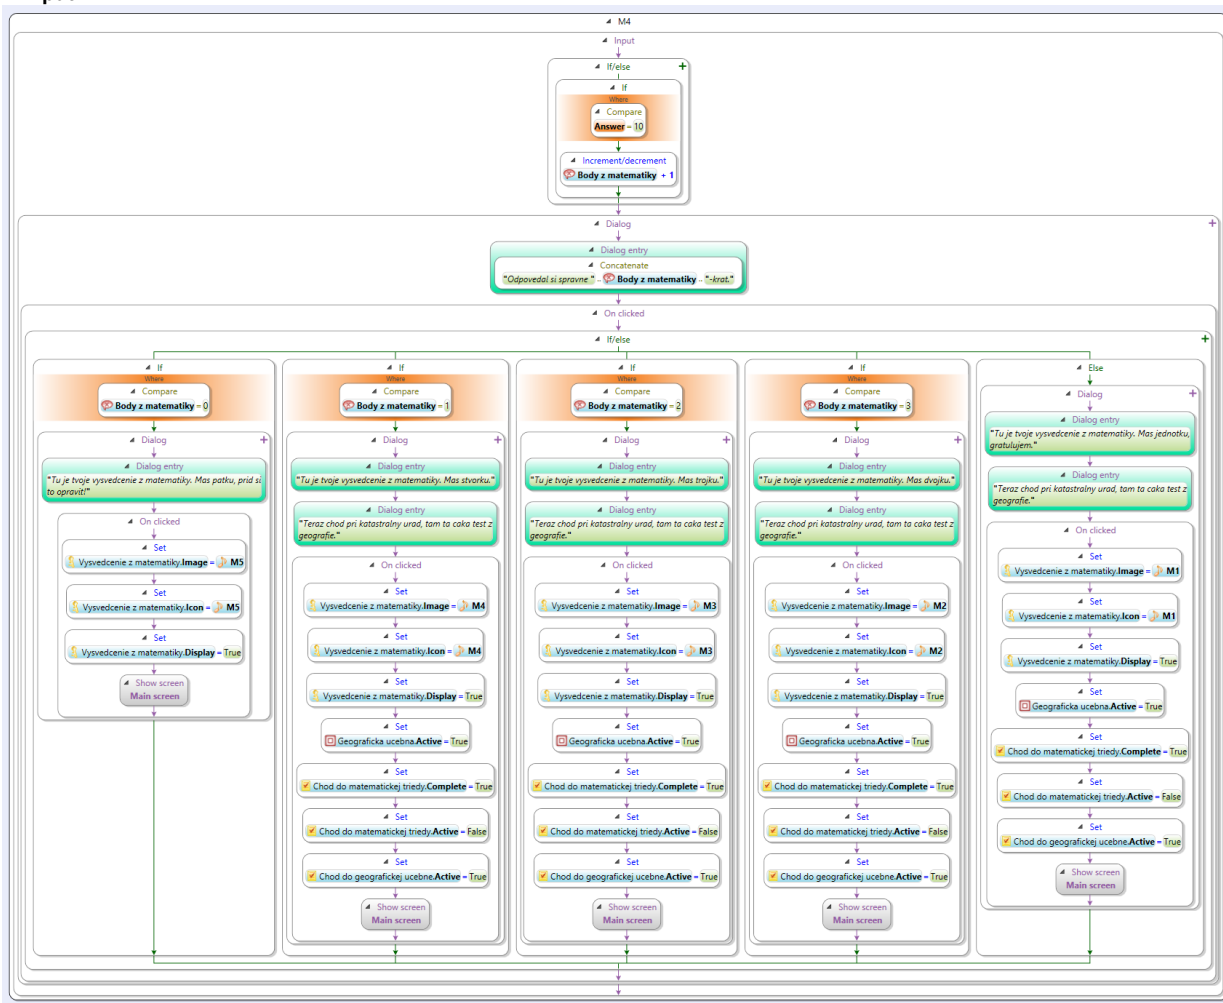 M4
Input
If/else
If
Where
Compare
Answer = 10
Increment/decrement
Body z matematiky + 1
Dialog
Dialog entry
Concatenate
"Odpovedal si spravne " .. Body z matematiky .. "-krat."
On clicked
If/else
If
Where
Compare
Body z matematiky = 0
Dialog
Dialog entry
"Tu je tvoje vysvedcenie z matematiky. Mas patku, prid si
to opravit!"
On clicked
Set
Vysvedcenie z matematiky.Image = M5
Set
Vysvedcenie z matematiky.Icon = M5
Set
Vysvedcenie z matematiky.Display = True
Show screen
Main screen
If
Where
Compare
Body z matematiky = 1
Dialog
Dialog entry
"Tu je tvoje vysvedcenie z matematiky. Mas stvorku."
Dialog entry
"Teraz chod pri katastralny urad, tam ta caka test z
geografie."
On clicked
Set
Vysvedcenie z matematiky.Image = M4
Set
Vysvedcenie z matematiky.Icon = M4
Set
Vysvedcenie z matematiky.Display = True
Set
Geograficka ucebna.Active = True
Set
Chod do matematickej triedy.Complete = True
Set
Chod do matematickej triedy.Active = False
Set
Chod do geografickej ucebne.Active = True
Show screen
Main screen
If
Where
Compare
Body z matematiky = 2
Dialog
Dialog entry
"Tu je tvoje vysvedcenie z matematiky. Mas trojku."
Dialog entry
"Teraz chod pri katastralny urad, tam ta caka test z
geografie."
On clicked
Set
Vysvedcenie z matematiky.Image = M3
Set
Vysvedcenie z matematiky.Icon = M3
Set
Vysvedcenie z matematiky.Display = True
Set
Geograficka ucebna.Active = True
Set
Chod do matematickej triedy.Complete = True
Set
Chod do matematickej triedy.Active = False
Set
Chod do geografickej ucebne.Active = True
Show screen
Main screen
If
Where
Compare
Body z matematiky = 3
Dialog
Dialog entry
"Tu je tvoje vysvedcenie z matematiky. Mas dvojku."
Dialog entry
"Teraz chod pri katastralny urad, tam ta caka test z
geografie."
On clicked
Set
Vysvedcenie z matematiky.Image = M2
Set
Vysvedcenie z matematiky.Icon = M2
Set
Vysvedcenie z matematiky.Display = True
Set
Geograficka ucebna.Active = True
Set
Chod do matematickej triedy.Complete = True
Set
Chod do matematickej triedy.Active = False
Set
Chod do geografickej ucebne.Active = True
Show screen
Main screen
Else
Dialog
Dialog entry
"Tu je tvoje vysvedcenie z matematiky. Mas jednotku,
gratulujem."
Dialog entry
"Teraz chod pri katastralny urad, tam ta caka test z
geografie."
On clicked
Set
Vysvedcenie z matematiky.Image = M1
Set
Vysvedcenie z matematiky.Icon = M1
Set
Vysvedcenie z matematiky.Display = True
Set
Geograficka ucebna.Active = True
Set
Chod do matematickej triedy.Complete = True
Set
Chod do matematickej triedy.Active = False
Set
Chod do geografickej ucebne.Active = True
Show screen
Main screen